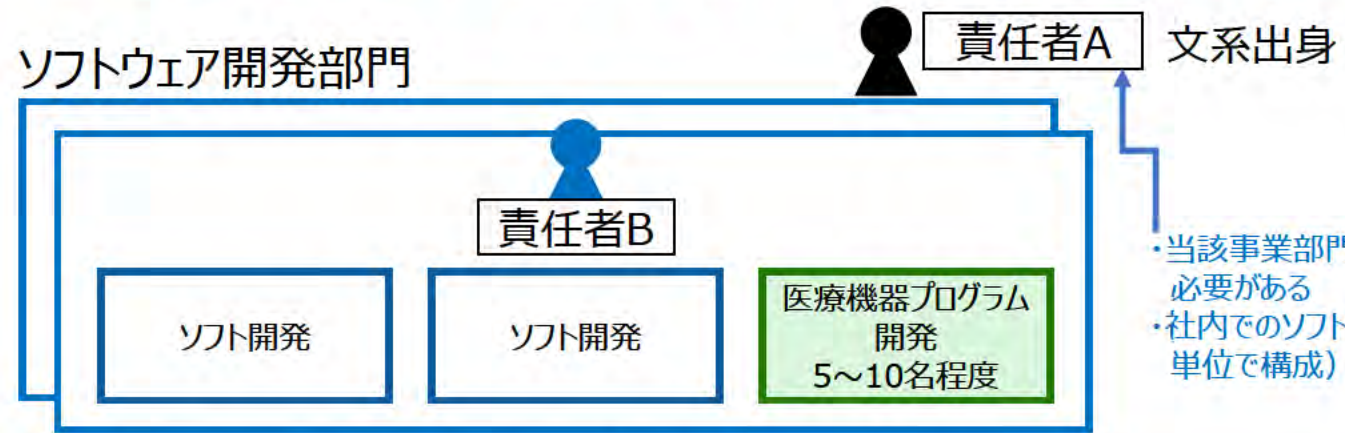 責任者A 文系出身
ソフトウェア開発部門
責任者B
ソフト開発
ソフト開発
医療機器プログラム
開発
5～10名程度
・当該事業部門
必要がある
・社内でのソフト
単位で構成）